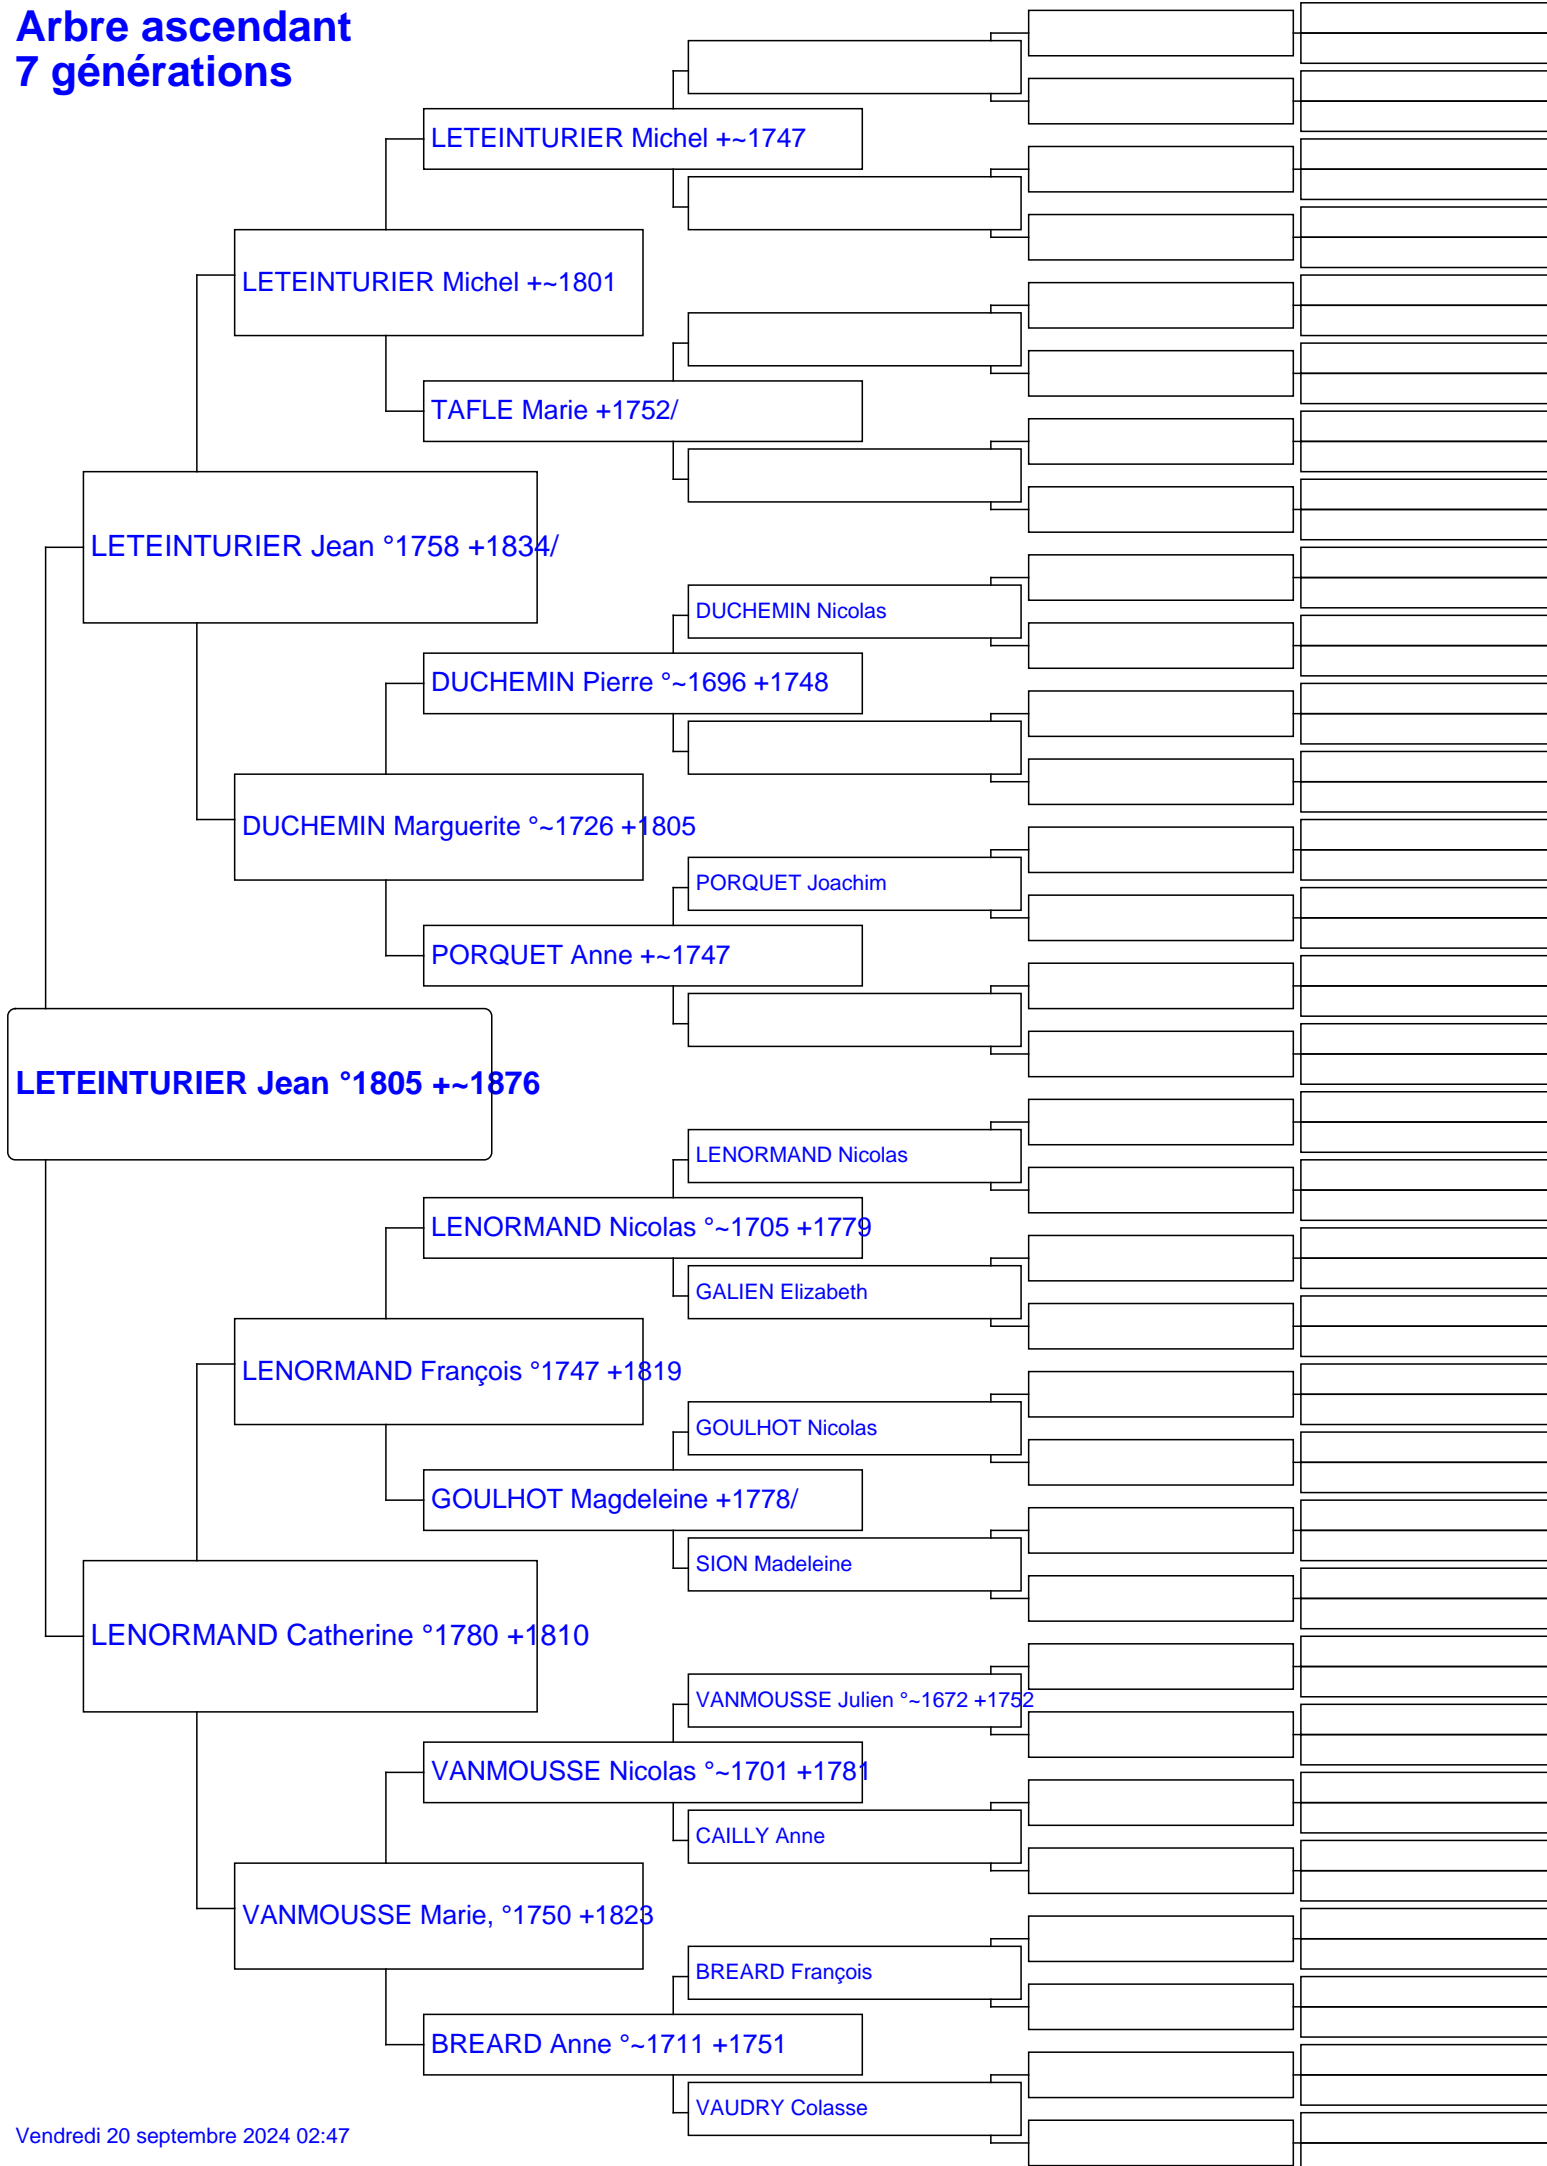 Arbre ascendant
7 générations
LETEINTURIER Michel +~1747
LETEINTURIER Michel +~1801
TAFLE Marie +1752/
LETEINTURIER Jean °1758 +1834/
DUCHEMIN Nicolas
DUCHEMIN Pierre °~1696 +1748
DUCHEMIN Marguerite °~1726 +1805
PORQUET Joachim
PORQUET Anne +~1747
LETEINTURIER Jean °1805 +~1876
LENORMAND Nicolas
LENORMAND Nicolas °~1705 +1779
GALIEN Elizabeth
LENORMAND François °1747 +1819
GOULHOT Nicolas
GOULHOT Magdeleine +1778/
SION Madeleine
LENORMAND Catherine °1780 +1810
VANMOUSSE Julien °~1672 +1752
VANMOUSSE Nicolas °~1701 +1781
CAILLY Anne
VANMOUSSE Marie, °1750 +1823
BREARD François
BREARD Anne °~1711 +1751
VAUDRY Colasse
Vendredi 20 septembre 2024 02:47